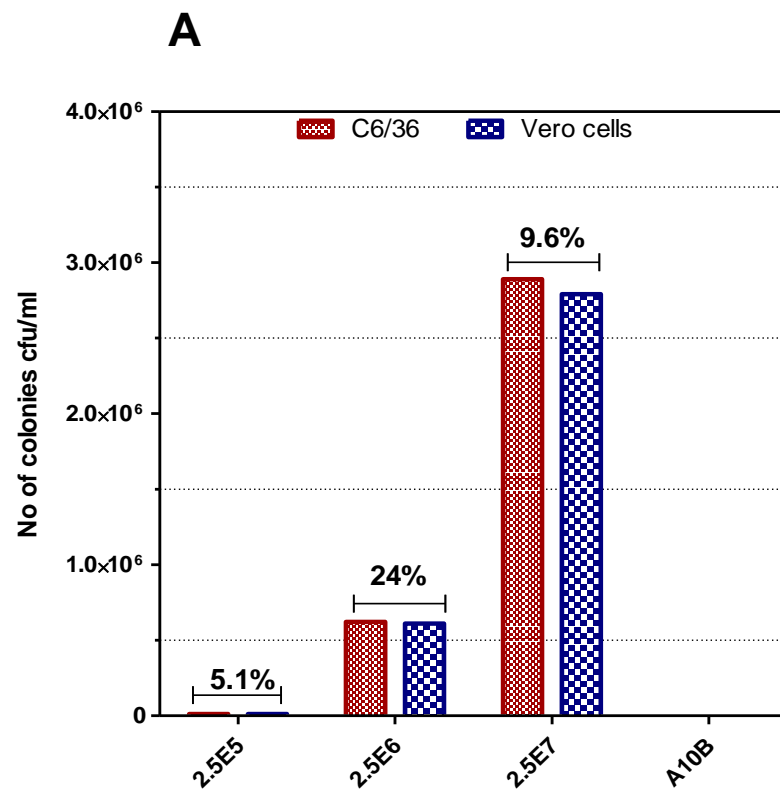 A
4.0×10⁶
C6/36
Vero cells
9.6%
3.0×10⁶
2.0×10⁶
No of colonies cfu/ml
1.0×10⁶
24%
5.1%
0
2.5E5
2.5E6
2.5E7
A10B